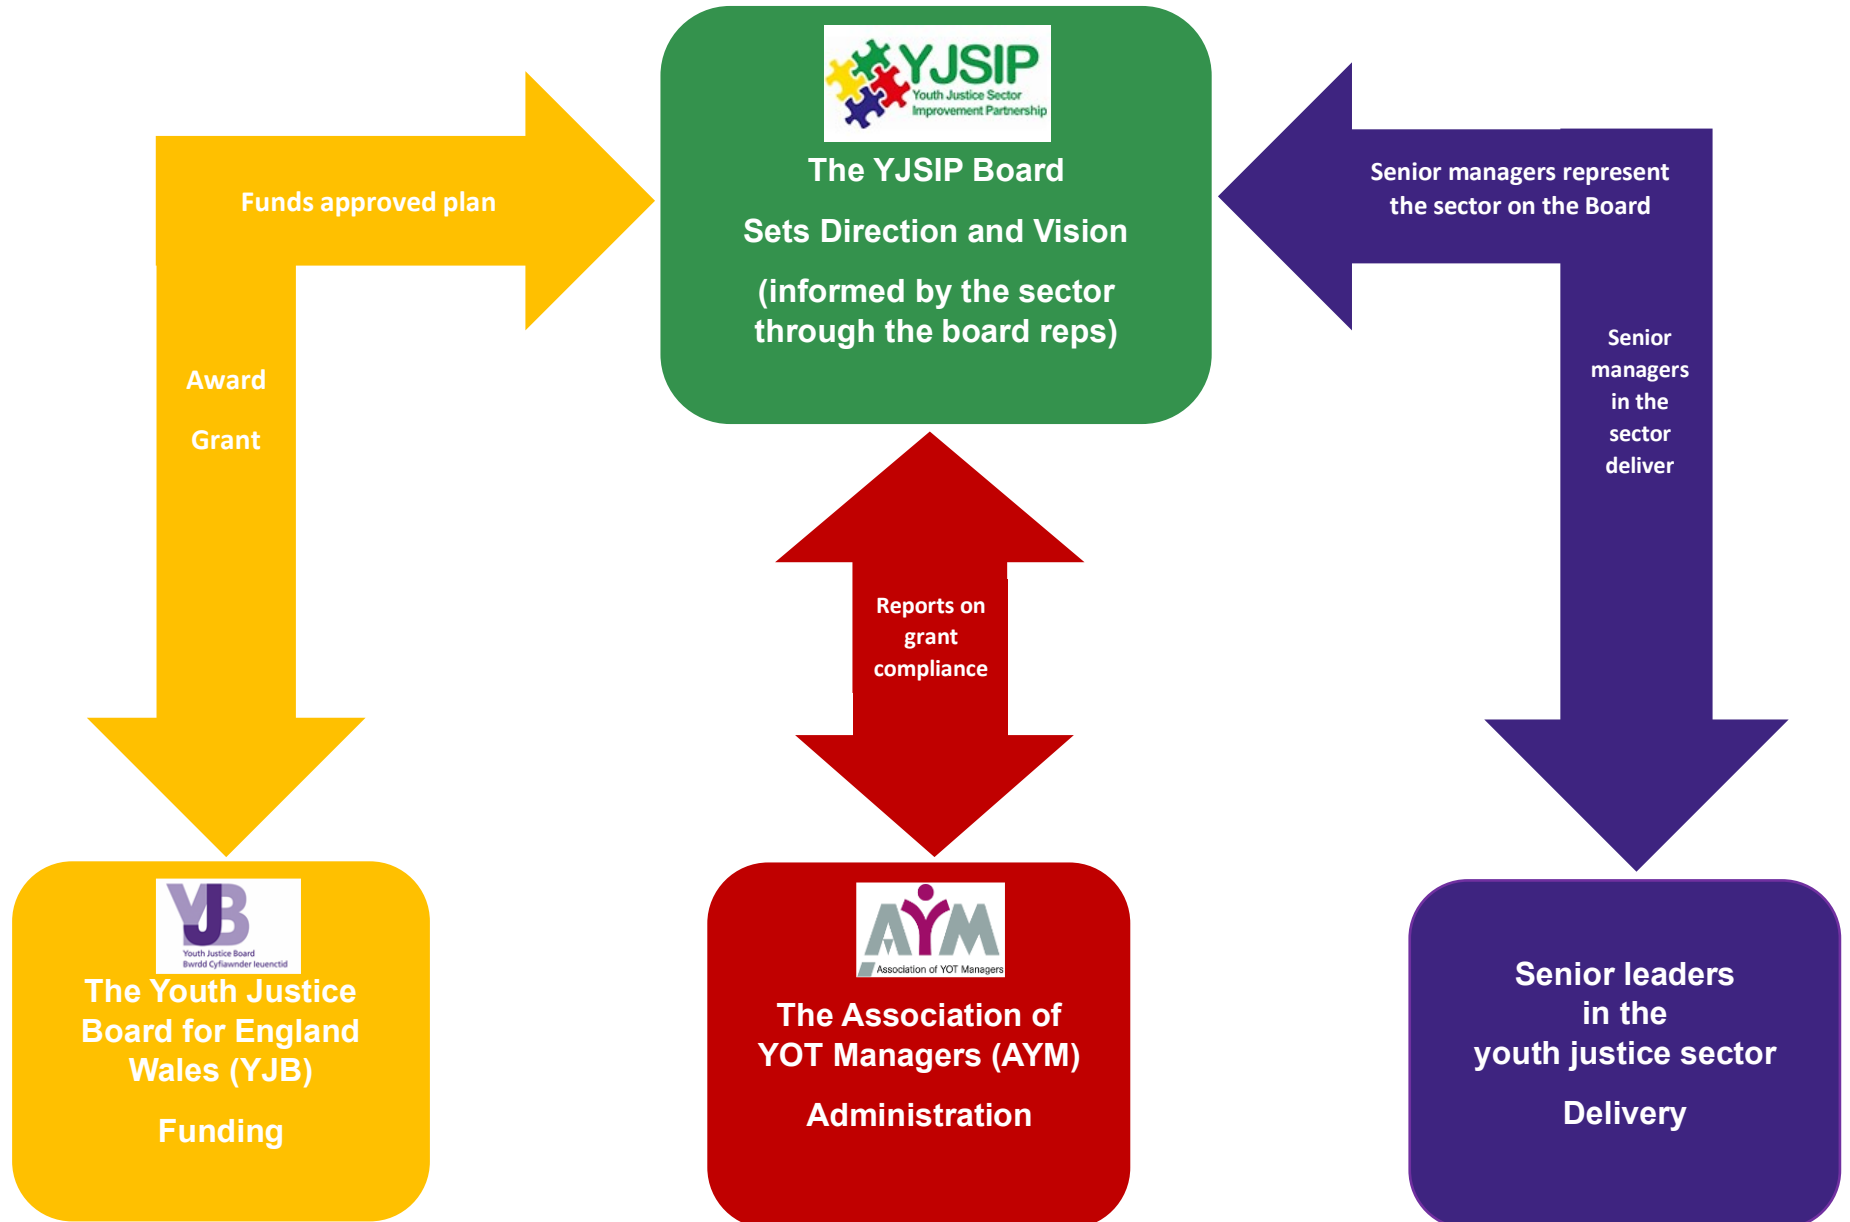 YJSIP
Youth Justice Sector
Improvement Partnership
The YJSIP Board
Sets Direction and Vision
(informed by the sector
through the board reps)
Funds approved plan
Award
Grant
Senior managers represent
the sector on the Board
Senior
managers
in the
sector
deliver
Reports on
grant
compliance
YJB
Youth Justice Board
Bwrdd Cyfiawnder Ieuenctid
The Youth Justice
Board for England
Wales (YJB)
Funding
AYM
Association of YOT Managers
The Association of
YOT Managers (AYM)
Administration
Senior leaders
in the
youth justice sector
Delivery